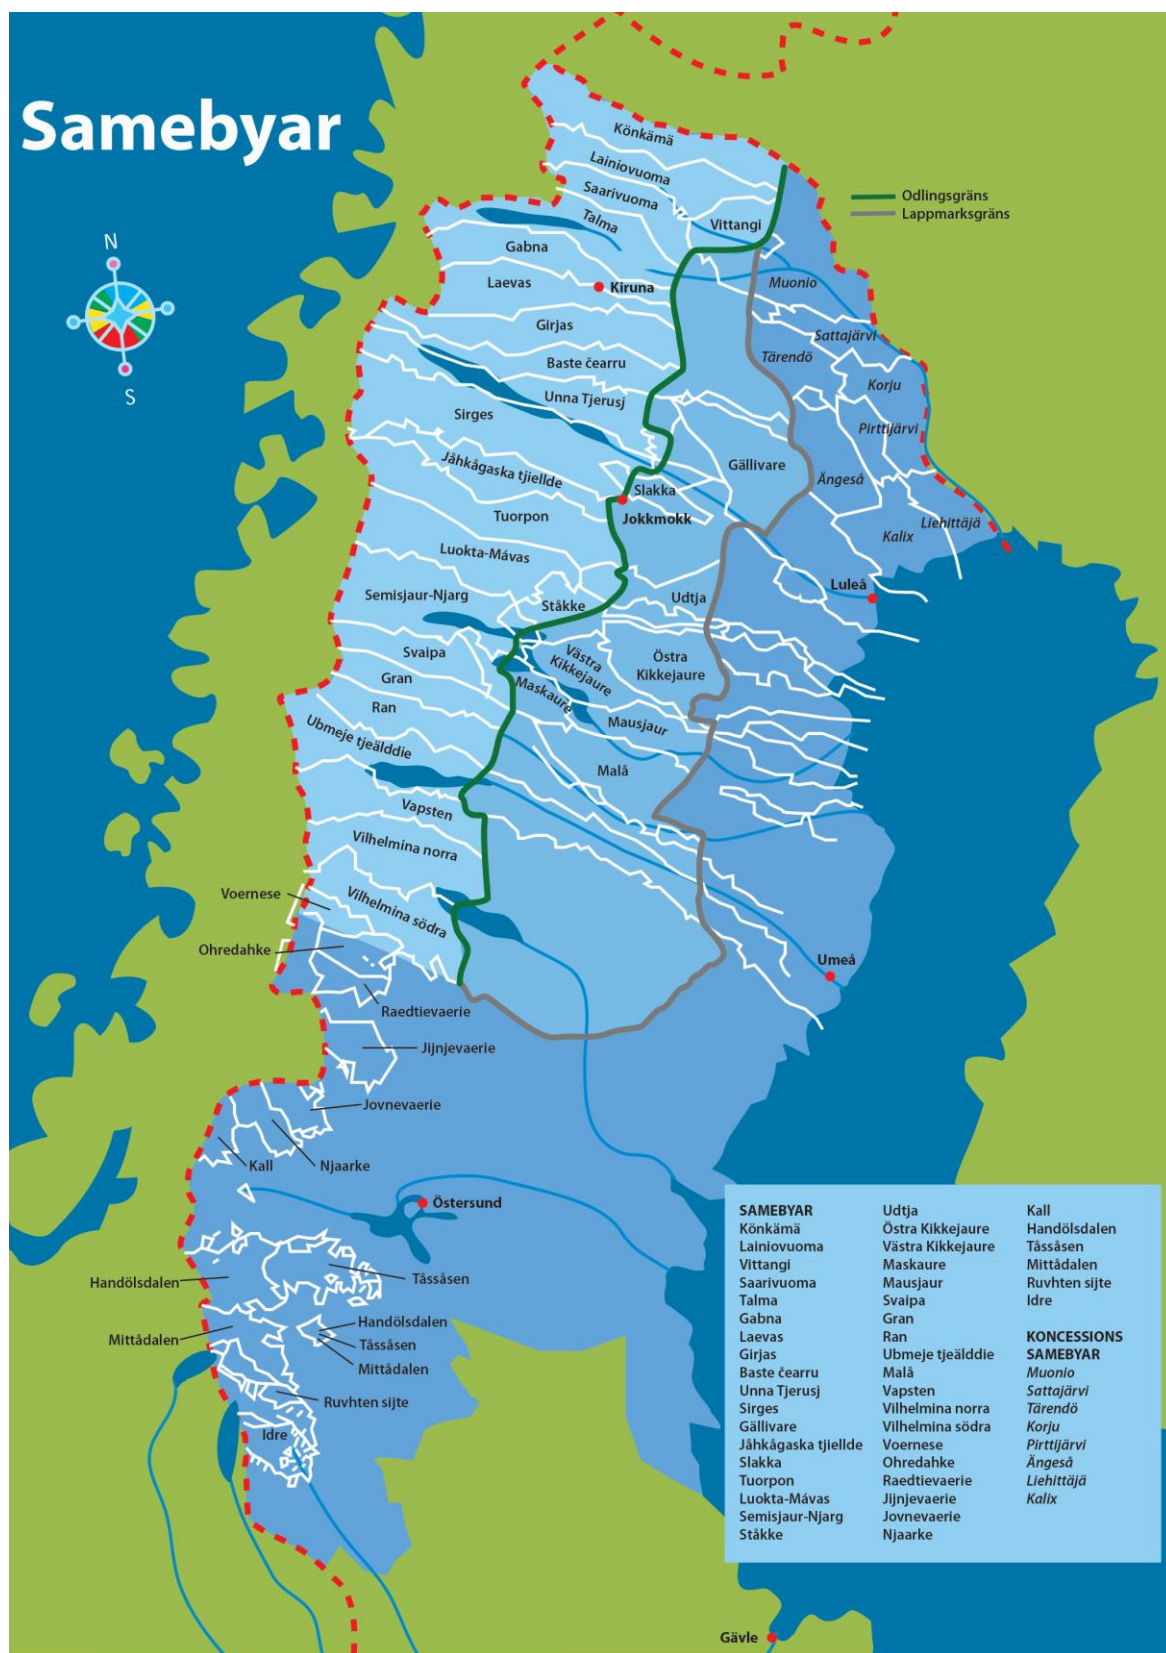 Samebyar
N
S
Odlingsgräns
Lappmarksgräns
Könkämä
Lainiovuoma
Saarivuoma
Talma
Vittangi
Gabna
Laevas
Kiruna
Muonio
Girjas
Sattajärvi
Tärendö
Baste čearru
Korju
Unna Tjerusj
Sirges
Pirttijärvi
Gällivare
Jåhkågaska tjiellde
Ängeså
Slakka
Jokkmokk
Tuorpon
Liehittäjä
Kalix
Luokta-Mávas
Luleå
Semisjaur-Njarg
Ståkke
Udtja
Svaipa
Västra
Kikkejaure
Östra
Kikkejaure
Gran
Maskaure
Ran
Mausjaur
Ubmeje tjeälddie
Malå
Vapsten
Vilhelmina norra
Voernese
Vilhelmina södra
Ohredahke
Umeå
Raedtievaerie
Jijnjevaerie
Jovnevaerie
Kall
Njaarke
Östersund
Handölsdalen
Tåssåsen
Handölsdalen
Mittådalen
Tåssåsen
Mittådalen
Ruvhten sijte
Idre
SAMEBYAR
Könkämä
Lainiovuoma
Vittangi
Saarivuoma
Talma
Gabna
Laevas
Girjas
Baste čearru
Unna Tjerusj
Sirges
Gällivare
Jåhkågaska tjiellde
Slakka
Tuorpon
Luokta-Mávas
Semisjaur-Njarg
Ståkke
Udtja
Östra Kikkejaure
Västra Kikkejaure
Maskaure
Mausjaur
Svaipa
Gran
Ran
Ubmeje tjeälddie
Malå
Vapsten
Vilhelmina norra
Vilhelmina södra
Voernese
Ohredahke
Raedtievaerie
Jijnjevaerie
Jovnevaerie
Njaarke
Kall
Handölsdalen
Tåssåsen
Mittådalen
Ruvhten sijte
Idre
KONCESSIONS
SAMEBYAR
Muonio
Sattajärvi
Tärendö
Korju
Pirttijärvi
Ängeså
Liehittäjä
Kalix
Gävle